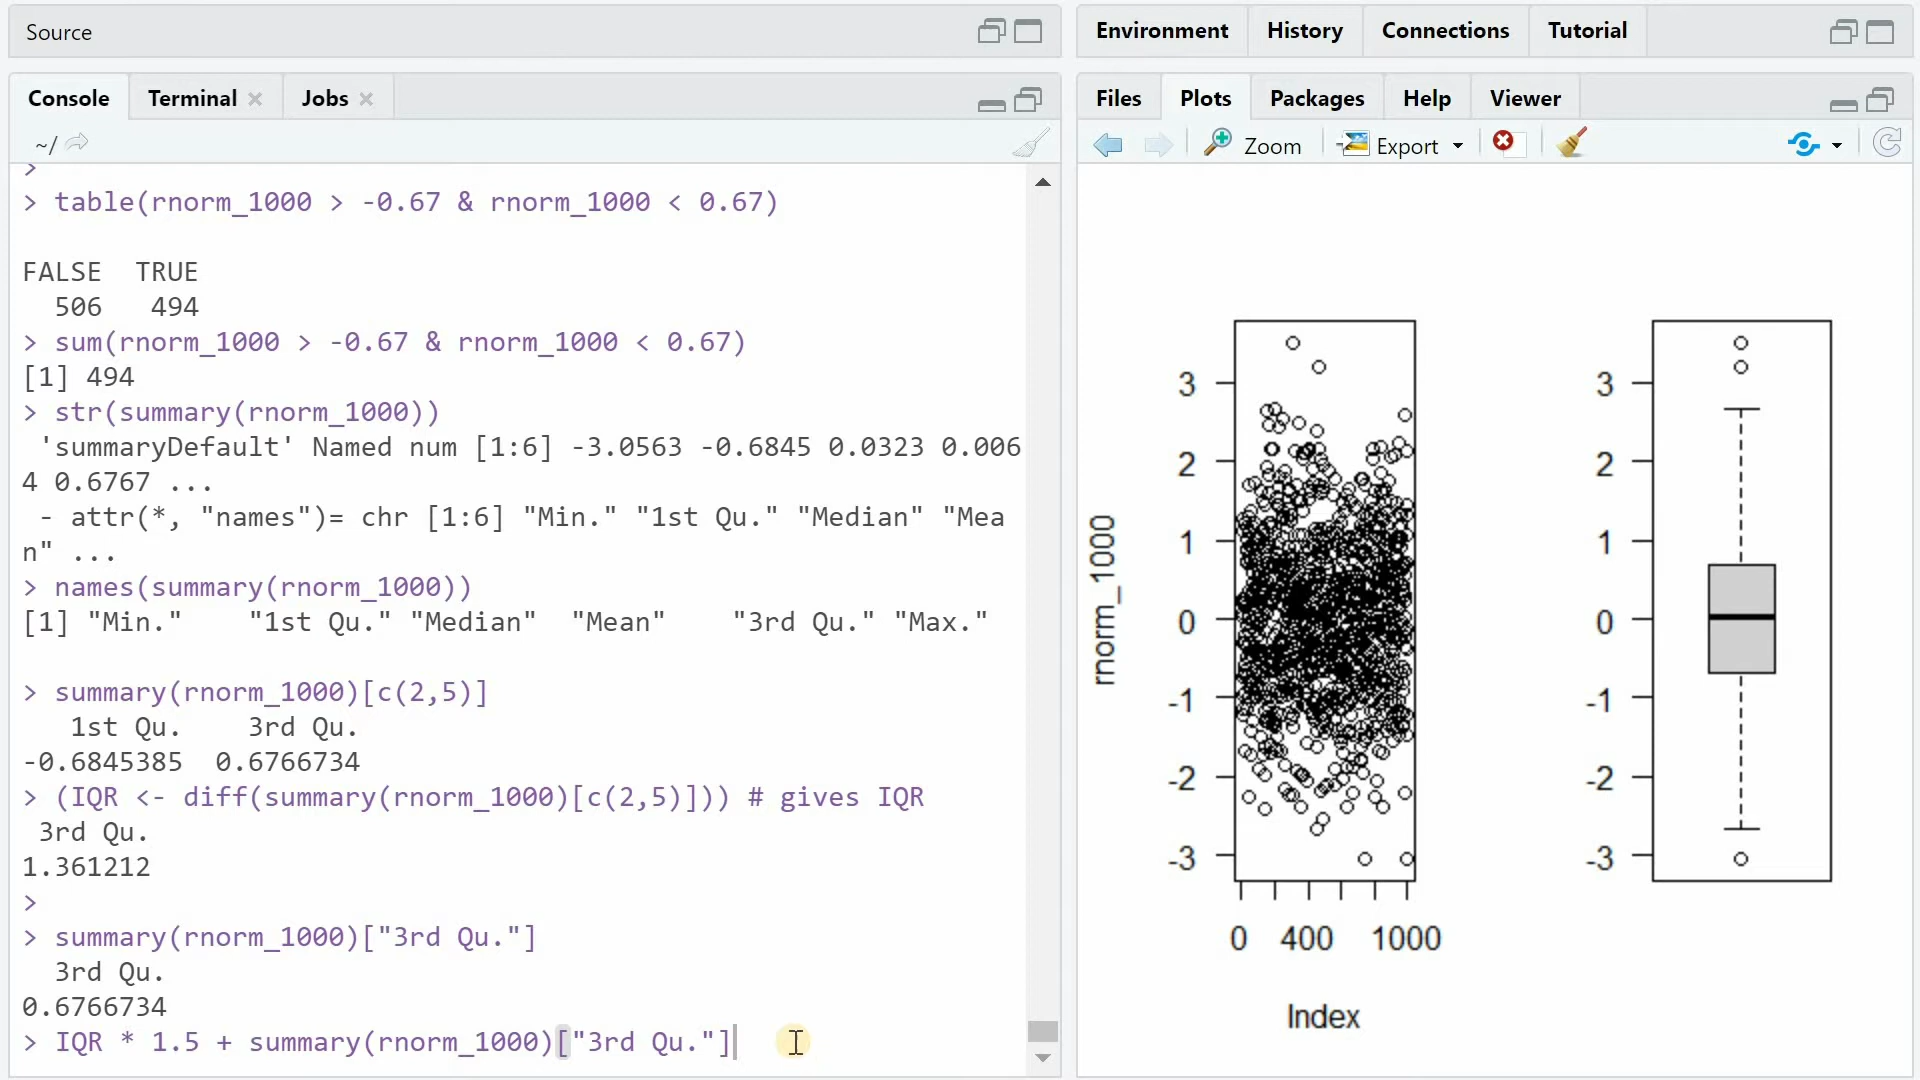 Source
Environment History Connections Tutorial
Console Terminal Jobs
~/
>
> table(rnorm_1000 > -0.67 & rnorm_1000 < 0.67)
FALSE  TRUE
  506   494
> sum(rnorm_1000 > -0.67 & rnorm_1000 < 0.67)
[1] 494
> str(summary(rnorm_1000))
 'summaryDefault' Named num [1:6] -3.0563 -0.6845 0.0323 0.006
4 0.6767 ...
 - attr(*, "names")= chr [1:6] "Min." "1st Qu." "Median" "Mea
n" ...
> names(summary(rnorm_1000))
[1] "Min."    "1st Qu." "Median"  "Mean"    "3rd Qu." "Max."
> summary(rnorm_1000)[c(2,5)]
   1st Qu.    3rd Qu.
-0.6845385  0.6766734
> (IQR <- diff(summary(rnorm_1000)[c(2,5)])) # gives IQR
 3rd Qu.
1.361212
>
> summary(rnorm_1000)["3rd Qu."]
  3rd Qu.
0.6766734
> IQR * 1.5 + summary(rnorm_1000)["3rd Qu."]
Files Plots Packages Help Viewer
Zoom Export
rnorm_1000
3
2
1
0
-1
-2
-3
0 400 1000
Index
3
2
1
0
-1
-2
-3